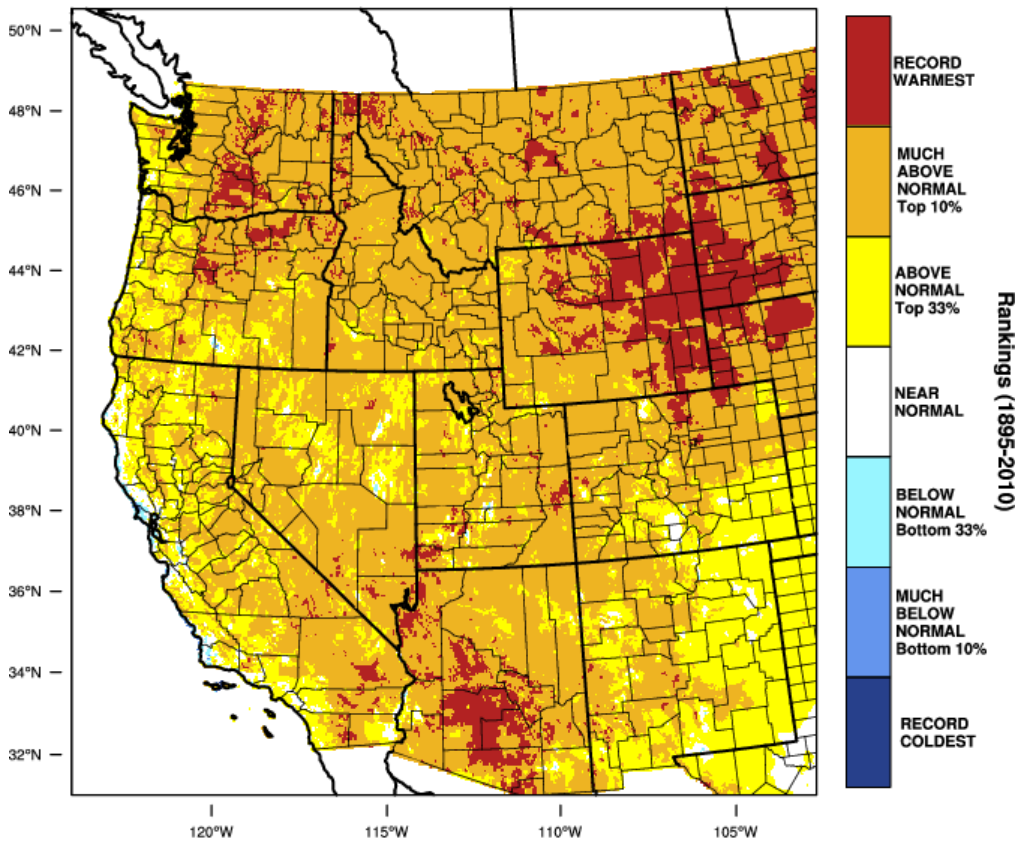 50°N
48°N
46°N
44°N
42°N
40°N
38°N
36°N
34°N
32°N
120°W
115°W
110°W
105°W
RECORD
WARMEST
MUCH
ABOVE
NORMAL
Top 10%
ABOVE
NORMAL
Top 33%
NEAR
NORMAL
BELOW
NORMAL
Bottom 33%
MUCH
BELOW
NORMAL
Bottom 10%
RECORD
COLDEST
Rankings (1895-2010)